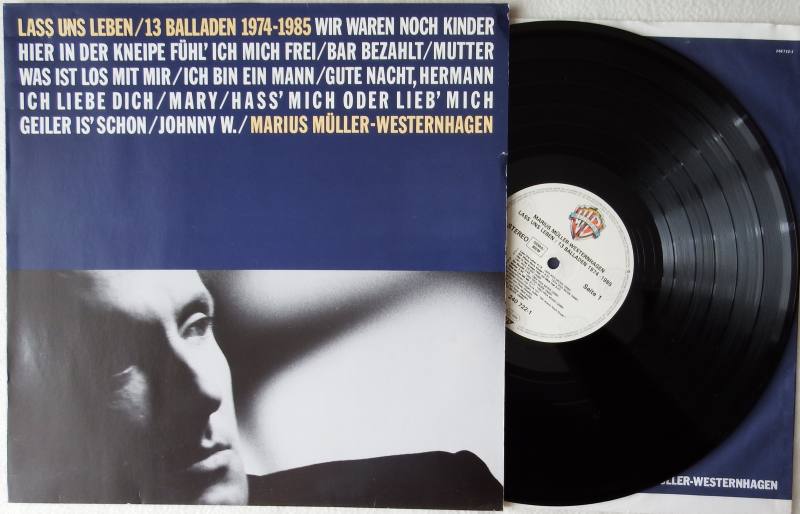 LASS UNS LEBEN/13 BALLADEN 1974-1985 WIR WAREN NOCH KINDER
HIER IN DER KNEIPE FÜHL' ICH MICH FREI/BAR BEZAHLT/MUTTER
WAS IST LOS MIT MIR/ICH BIN EIN MANN/GUTE NACHT, HERMANN
ICH LIEBE DICH/MARY/HASS' MICH ODER LIEB' MICH
GEILER IS' SCHON/JOHNNY W./MARIUS MÜLLER-WESTERNHAGEN
MARIUS MÜLLER-WESTERNHAGEN
LASS UNS LEBEN / 13 BALLADEN 1974 - 1985
STEREO
Seite 1
240 722-1
MÜLLER-WESTERNHAGEN